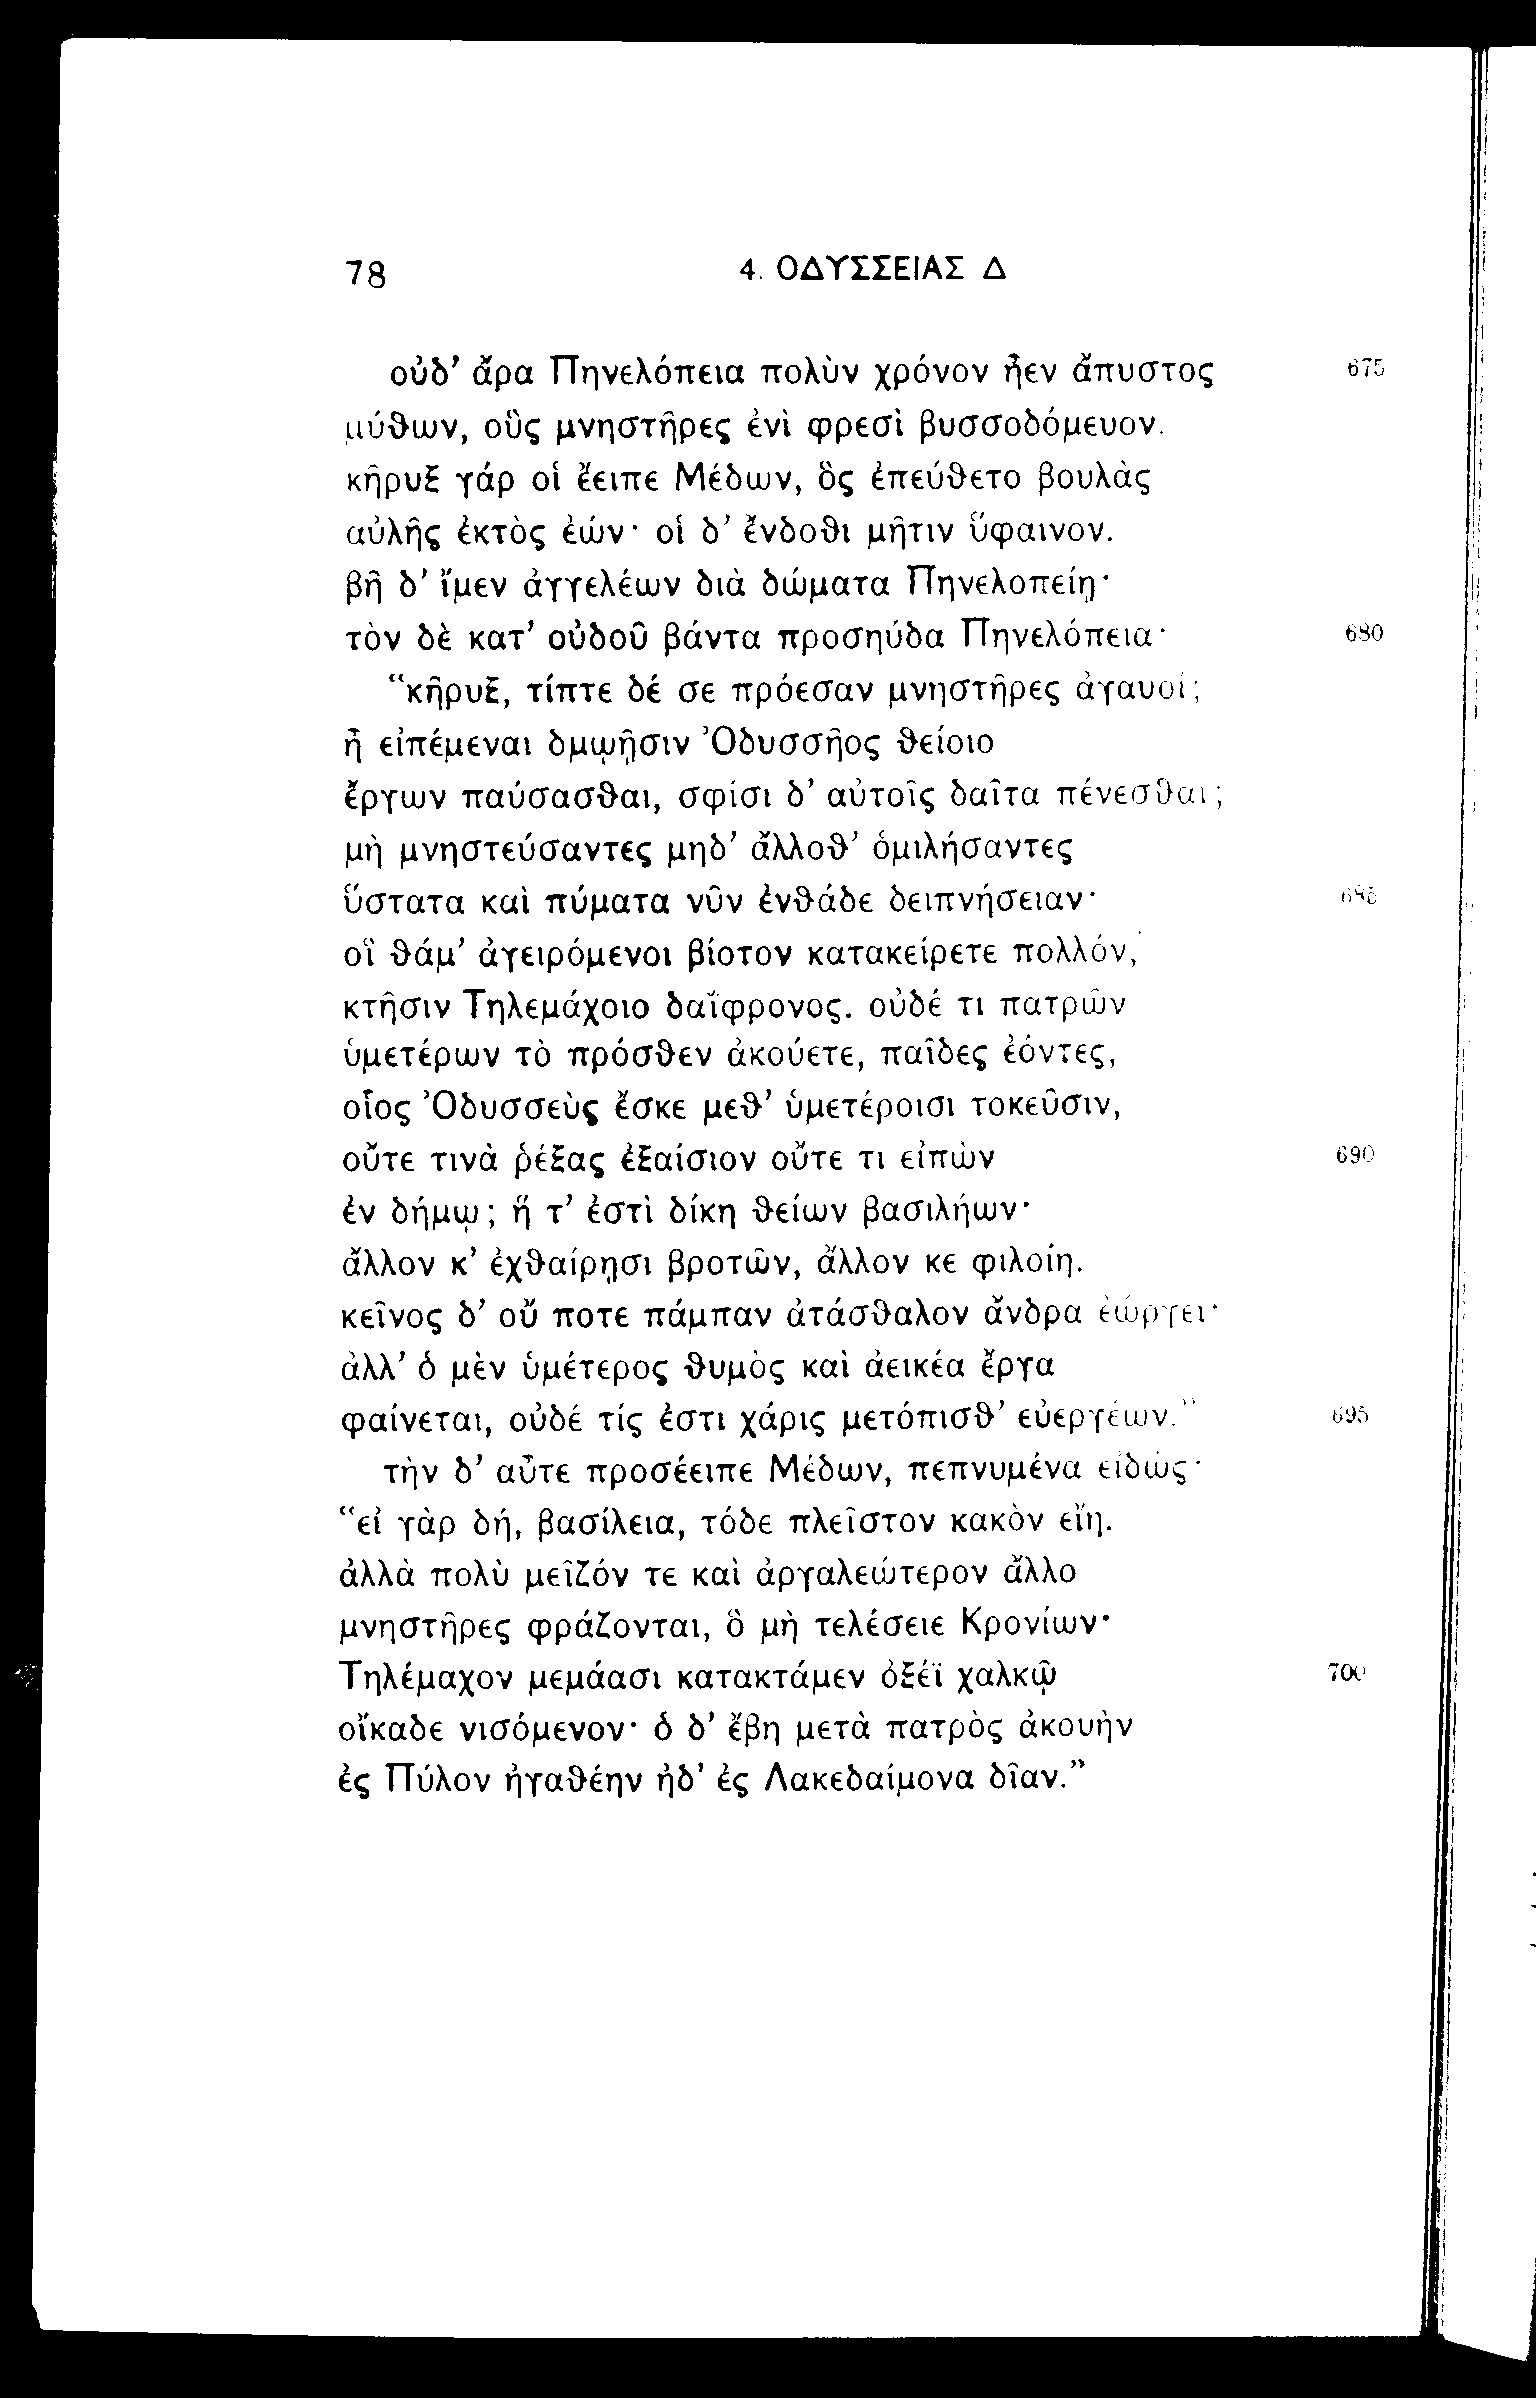 78 4. ΟΔΥΣΣΕΙΑΣ Δ
οὐδ’ ἄρα Πηνελόπεια πολὺν χρόνον ἦεν ἄπυστος 675
μύϑων, οὓς μνηστῆρες ἐνὶ φρεσὶ βυσσοδόμευον.
κῆρυξ γάρ οἱ ἔειπε Μέδων, ὃς ἐπεύϑετο βουλὰς
αὐλῆς ἐκτὸς ἐών· οἱ δ’ ἔνδοϑι μῆτιν ὕφαινον.
βῆ δ’ ἴμεν ἀγγελέων διὰ δώματα Πηνελοπείῃ·
τὸν δὲ κατ’ οὐδοῦ βάντα προσηύδα Πηνελόπεια· 680
“κῆρυξ, τίπτε δέ σε πρόεσαν μνηστῆρες ἀγαυοί;
ἦ εἰπέμεναι δμῳῇσιν Ὀδυσσῆος ϑείοιο
ἔργων παύσασϑαι, σφίσι δ’ αὐτοῖς δαῖτα πένεσϑαι;
μὴ μνηστεύσαντες μηδ’ ἄλλοϑ’ ὁμιλήσαντες
ὕστατα καὶ πύματα νῦν ἐνϑάδε δειπνήσειαν· 685
οἳ ϑάμ’ ἀγειρόμενοι βίοτον κατακείρετε πολλόν,
κτῆσιν Τηλεμάχοιο δαΐφρονος. οὐδέ τι πατρῶν
ὑμετέρων τὸ πρόσϑεν ἀκούετε, παῖδες ἐόντες,
οἷος Ὀδυσσεὺς ἔσκε μεϑ’ ὑμετέροισι τοκεῦσιν,
οὔτε τινὰ ῥέξας ἐξαίσιον οὔτε τι εἰπὼν 690
ἐν δήμῳ; ἥ τ’ ἐστὶ δίκη ϑείων βασιλήων·
ἄλλον κ’ ἐχϑαίρῃσι βροτῶν, ἄλλον κε φιλοίη.
κεῖνος δ’ οὔ ποτε πάμπαν ἀτάσϑαλον ἄνδρα ἐώργει·
ἀλλ’ ὁ μὲν ὑμέτερος ϑυμὸς καὶ ἀεικέα ἔργα
φαίνεται, οὐδέ τίς ἐστι χάρις μετόπισϑ’ εὐεργέων.” 695
τὴν δ’ αὖτε προσέειπε Μέδων, πεπνυμένα εἰδώς·
“εἰ γὰρ δή, βασίλεια, τόδε πλεῖστον κακὸν εἴη.
ἀλλὰ πολὺ μεῖζόν τε καὶ ἀργαλεώτερον ἄλλο
μνηστῆρες φράζονται, ὃ μὴ τελέσειε Κρονίων·
Τηλέμαχον μεμάασι κατακτάμεν ὀξέϊ χαλκῷ 700
οἴκαδε νισόμενον· ὁ δ’ ἔβη μετὰ πατρὸς ἀκουὴν
ἐς Πύλον ἠγαϑέην ἠδ’ ἐς Λακεδαίμονα δῖαν.”